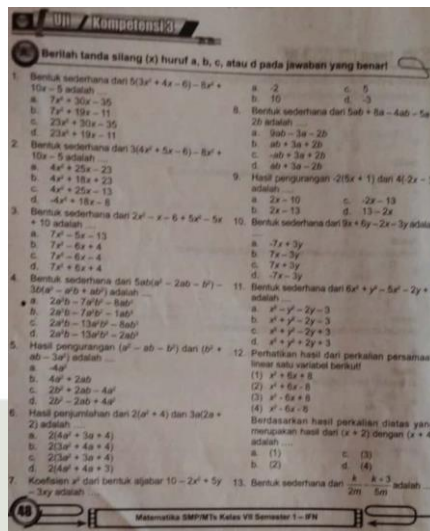 Uji Kompetensi 3
Berilah tanda silang (x) huruf a, b, c, atau d pada jawaban yang benar!
1. Bentuk sederhana dari 5(3x² + 4x – 6) – 8x² +
10x – 5 adalah ....
a. 7x² + 30x – 35
b. 7x² + 19x – 11
c. 23x² + 30x – 35
d. 23x² + 19x – 11
2. Bentuk sederhana dari 3(4x² + 5x – 6) – 8x² +
10x – 5 adalah ....
a. 4x² + 25x – 23
b. 4x² + 18x + 23
c. 4x² + 25x – 13
d. -4x² + 18x – 8
3. Bentuk sederhana dari 2x² – x – 6 + 5x² – 5x
+ 10 adalah ....
a. 7x² – 5x – 13
b. 7x² – 6x + 4
c. 7x² – 6x – 4
d. 7x² + 6x + 4
4. Bentuk sederhana dari 5ab(a² – 2ab – b²) –
3b(a³ – a²b + ab²) adalah ....
a. 2a³b – 7a²b² – 8ab³
b. 2a³b – 7a²b² – 1ab³
c. 2a³b – 13a²b² – 8ab³
d. 2a³b – 13a²b² – 2ab³
5. Hasil pengurangan (a² – ab – b²) dari (b² +
ab – 3a²) adalah ....
a. -4a²
b. 4a² + 2ab
c. 2b² + 2ab – 4a²
d. 2b² – 2ab + 4a²
6. Hasil penjumlahan dari 2(a² + 4) dan 3a(2a +
2) adalah ....
a. 2(4a² + 3a + 4)
b. 2(3a² + 4a + 4)
c. 2(3a² + 3a + 4)
d. 2(4a² + 4a + 3)
7. Koefisien x² dari bentuk aljabar 10 – 2x² + 5y
– 3xy adalah ....
a. -2
b. 10
c. 5
d. -3
8. Bentuk sederhana dari 5ab + 8a – 4ab – 5a
2b adalah ....
a. 9ab – 3a – 2b
b. ab + 3a + 2b
c. -ab + 3a + 2b
d. ab + 3a – 2b
9. Hasil pengurangan -2(5x + 1) dari 4(-2x –
adalah ....
a. 2x – 10
b. 2x – 13
c. -2x – 13
d. 13 – 2x
10. Bentuk sederhana dari 9x + 6y – 2x – 3y adala
....
a. -7x + 3y
b. 7x – 3y
c. 7x + 3y
d. -7x – 3y
11. Bentuk sederhana dari 6x² + y² – 5x² – 2y +
adalah ....
a. x² – y² – 2y – 3
b. x² + y² – 2y – 3
c. x² + y² – 2y + 3
d. x² + y² + 2y + 3
12. Perhatikan hasil dari perkalian persamaa
linear satu variabel berikut!
(1) x² + 6x + 8
(2) x² + 6x - 8
(3) x² - 6x + 8
(4) x² - 6x - 8
Berdasarkan hasil perkalian diatas yan
merupakan hasil dari (x + 2) dengan (x + 4
adalah ....
a. (1)
b. (2)
c. (3)
d. (4)
13. Bentuk sederhana dari k/2m - k + 3/5m adalah ..
48
Matematika SMP/MTs Kelas VII Semester 1 – IFN